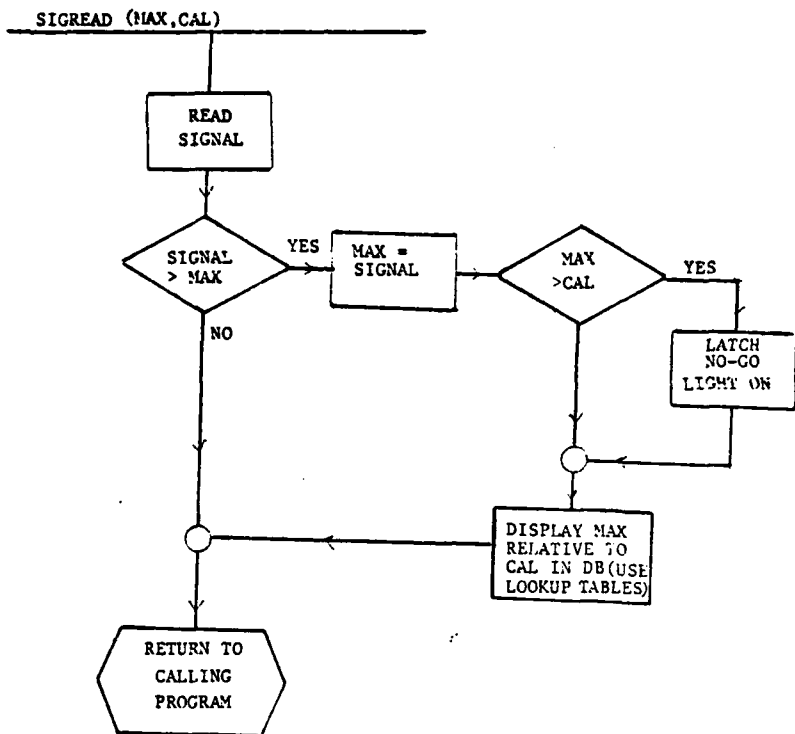 SIGREAD (MAX,CAL)
READ
SIGNAL
SIGNAL
> MAX
YES
NO
MAX =
SIGNAL
MAX
>CAL
YES
LATCH
NO-GO
LIGHT ON
DISPLAY MAX
RELATIVE TO
CAL IN DB(USE
LOOKUP TABLES)
RETURN TO
CALLING
PROGRAM